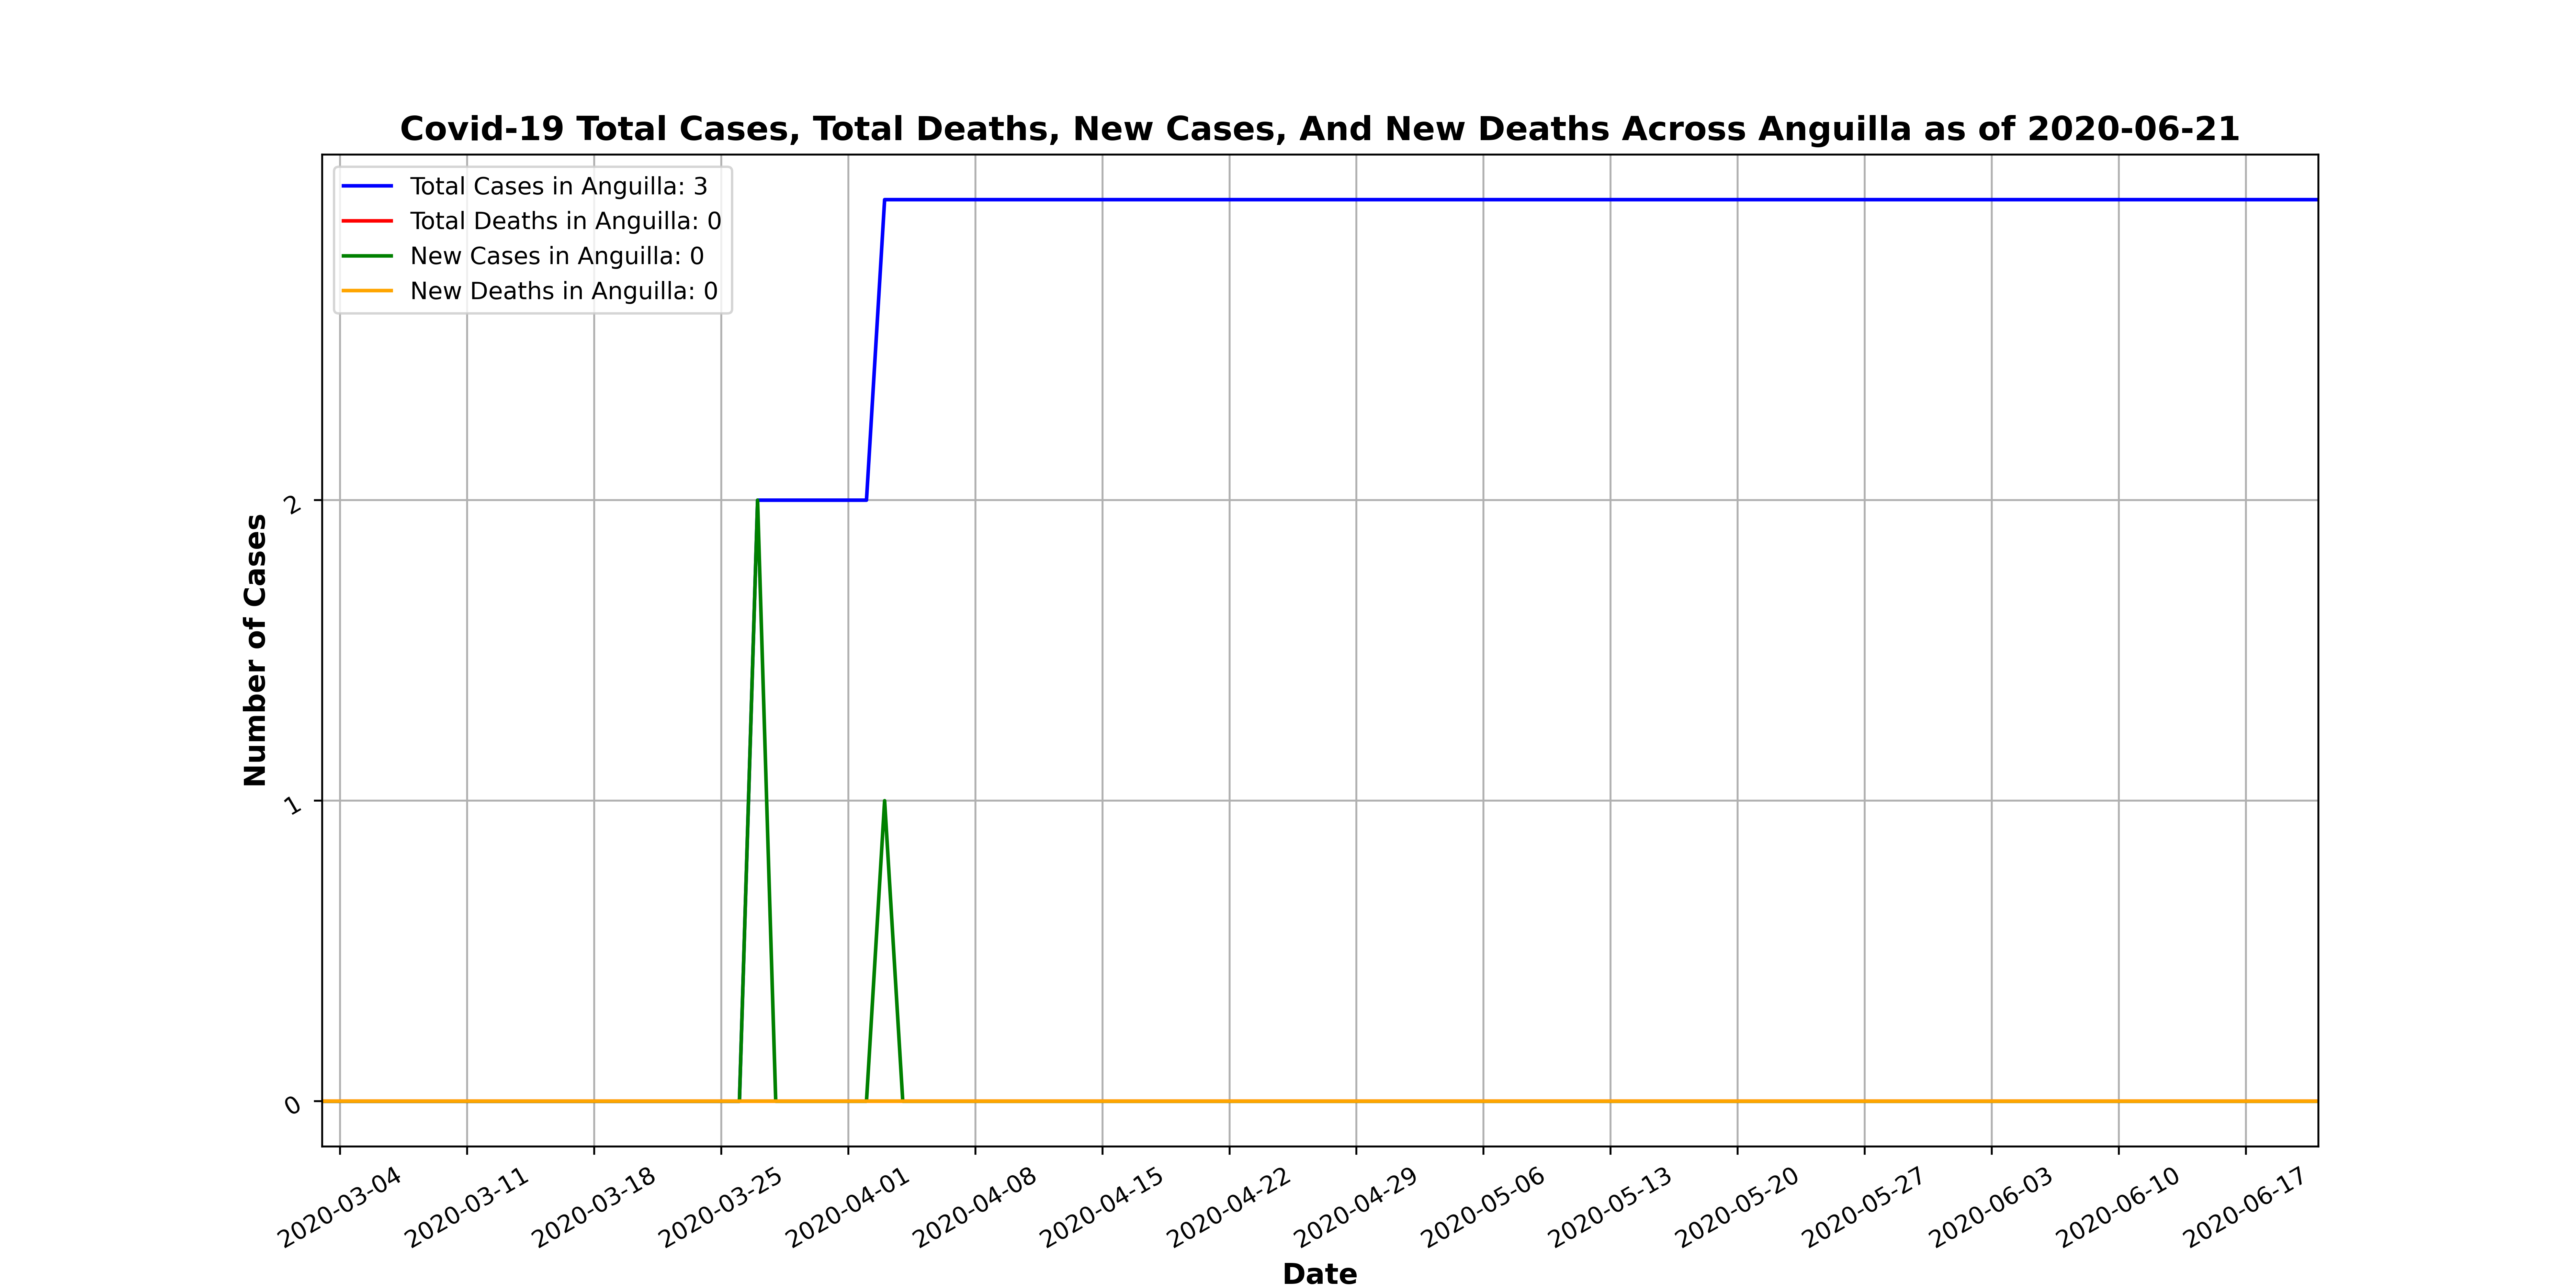 Covid-19 Total Cases, Total Deaths, New Cases, And New Deaths Across Anguilla as of 2020-06-21
Total Cases in Anguilla: 3
Total Deaths in Anguilla: 0
New Cases in Anguilla: 0
New Deaths in Anguilla: 0
Number of Cases
2
1
0
2020-03-04
2020-03-11
2020-03-18
2020-03-25
2020-04-01
2020-04-08
2020-04-15
2020-04-22
2020-04-29
2020-05-06
2020-05-13
2020-05-20
2020-05-27
2020-06-03
2020-06-10
2020-06-17
Date